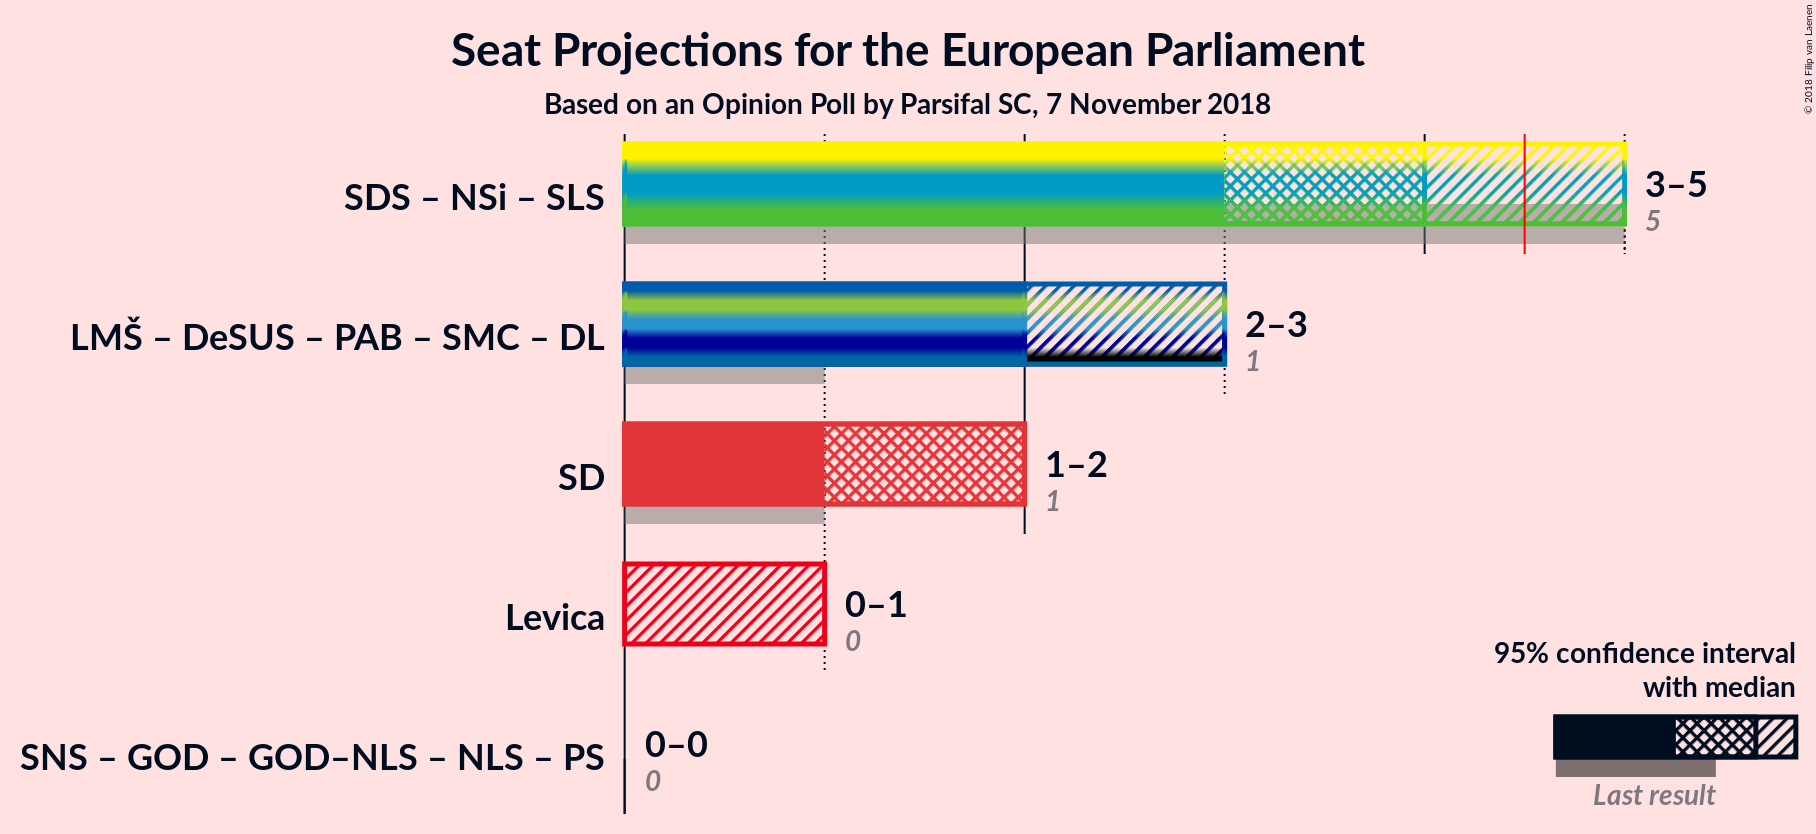 Seat Projections for the European Parliament
Based on an Opinion Poll by Parsifal SC, 7 November 2018
© 2018 Filip van Laenen
SDS – NSi – SLS
3–5
5
LMŠ – DeSUS – PAB – SMC – DL
2–3
1
SD
1–2
1
Levica
0–1
0
SNS – GOD – GOD–NLS – NLS – PS
0–0
0
95% confidence interval
with median
Last result